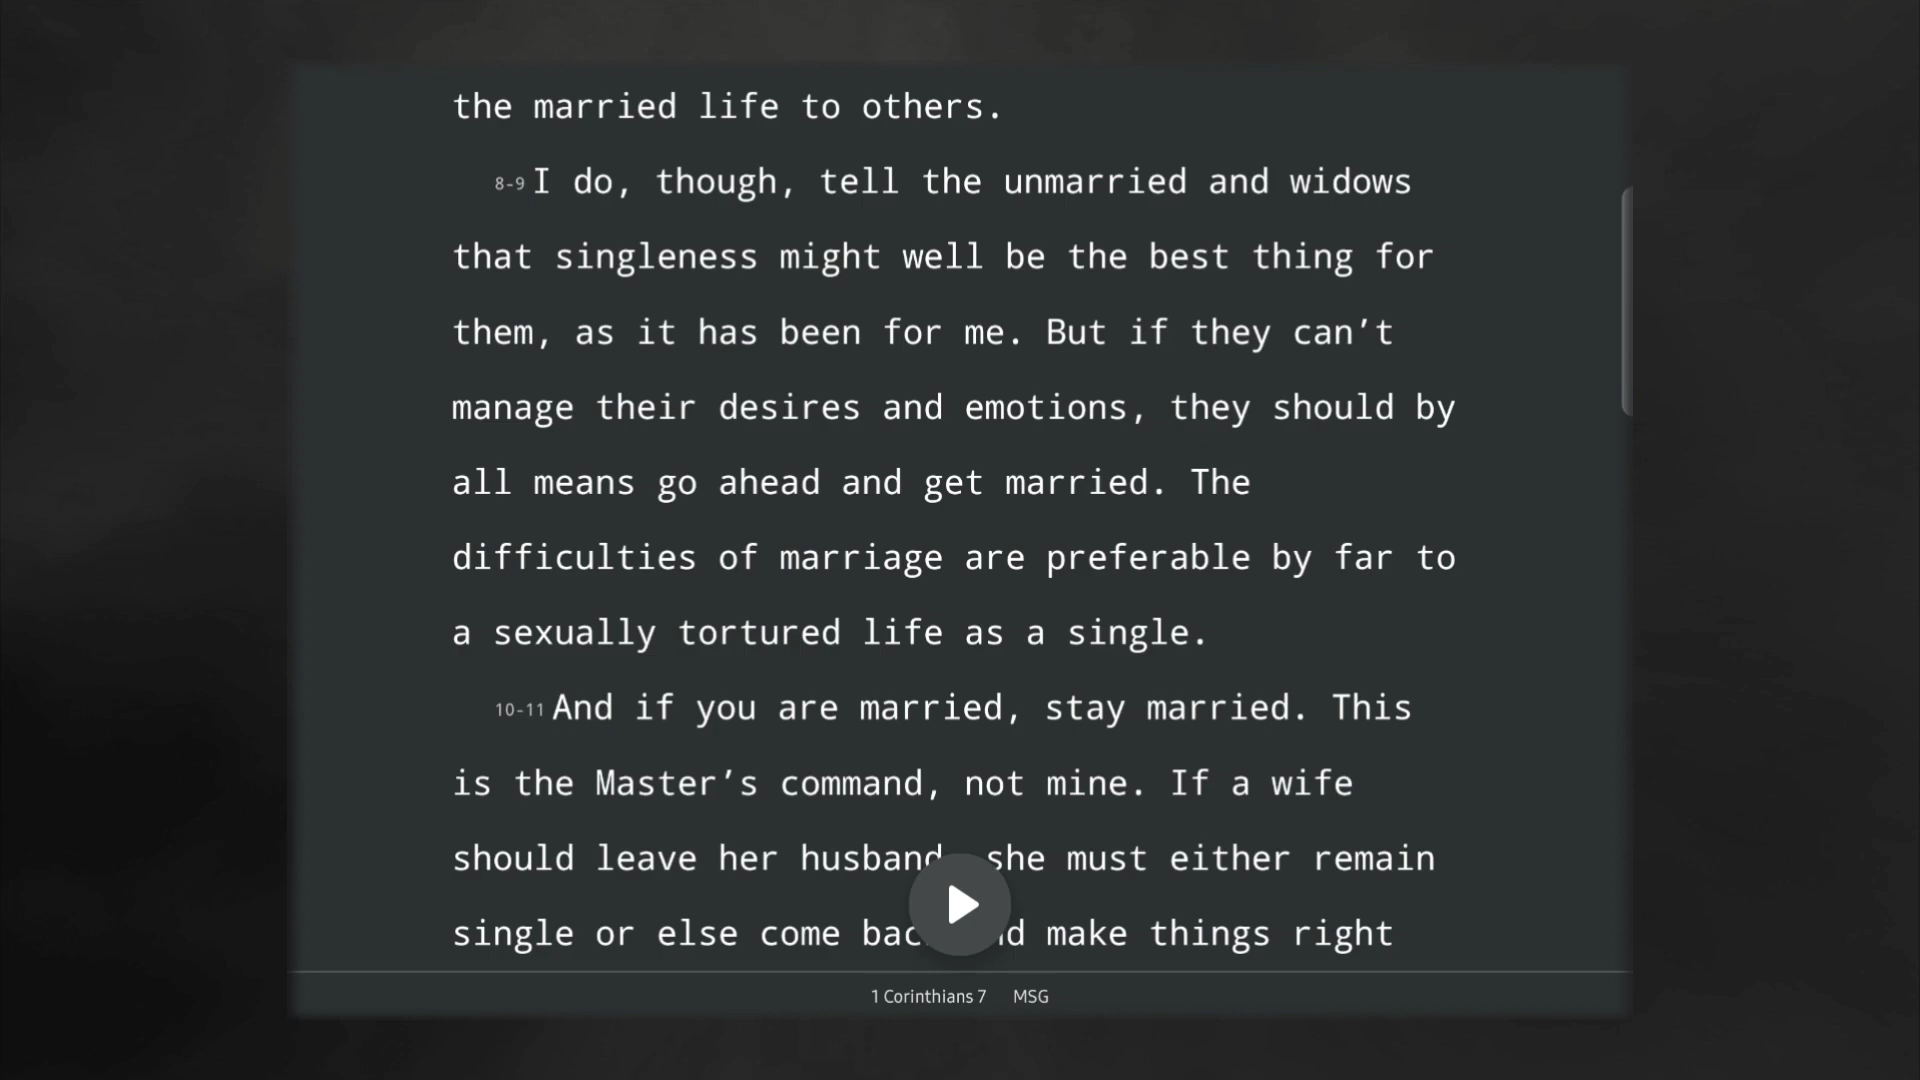 the married life to others.
8-9 I do, though, tell the unmarried and widows
that singleness might well be the best thing for
them, as it has been for me. But if they can’t
manage their desires and emotions, they should by
all means go ahead and get married. The
difficulties of marriage are preferable by far to
a sexually tortured life as a single.
10-11 And if you are married, stay married. This
is the Master’s command, not mine. If a wife
should leave her husband, she must either remain
single or else come make things right
1 Corinthians 7 MSG